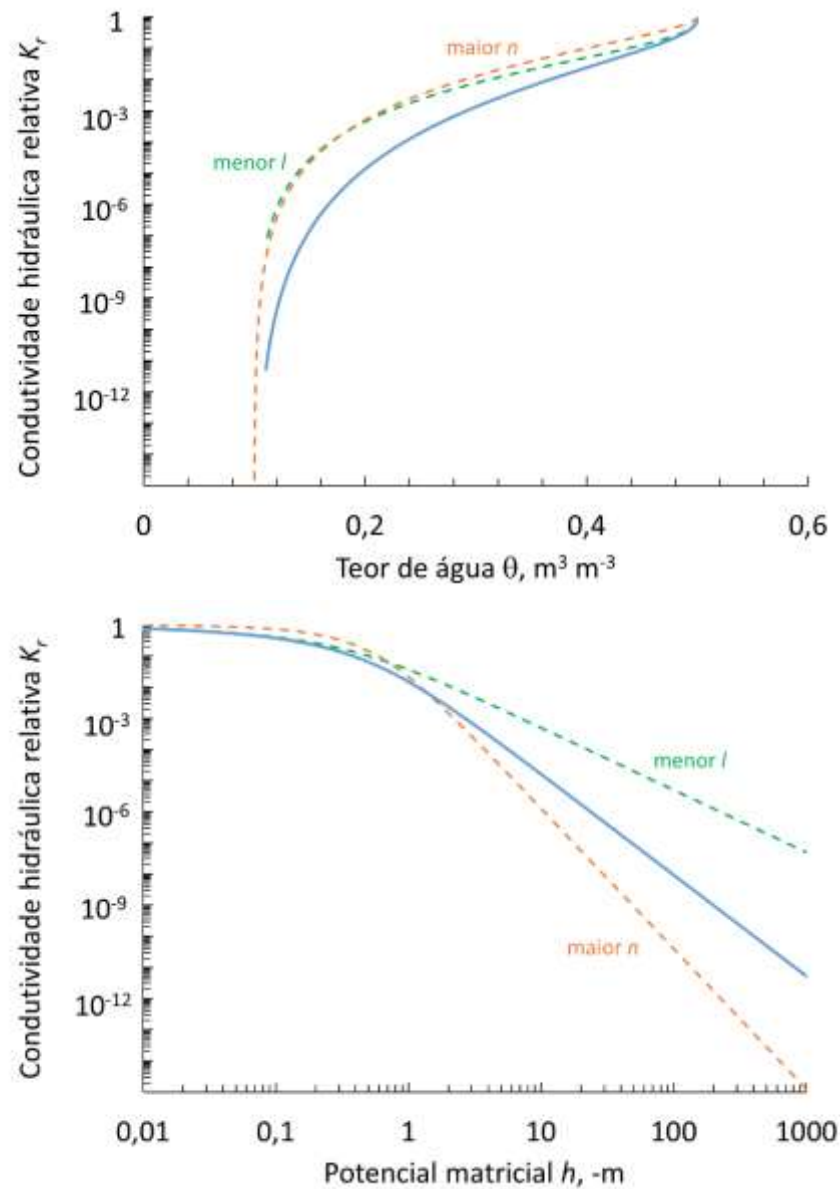 Condutividade hidráulica relativa K_r
1
10⁻³
10⁻⁶
10⁻⁹
10⁻¹²
maior n
menor l
0
0,2
0,4
0,6
Teor de água θ, m³ m⁻³
Condutividade hidráulica relativa K_r
1
10⁻³
10⁻⁶
10⁻⁹
10⁻¹²
menor l
maior n
0,01
0,1
1
10
100
1000
Potencial matricial h, -m